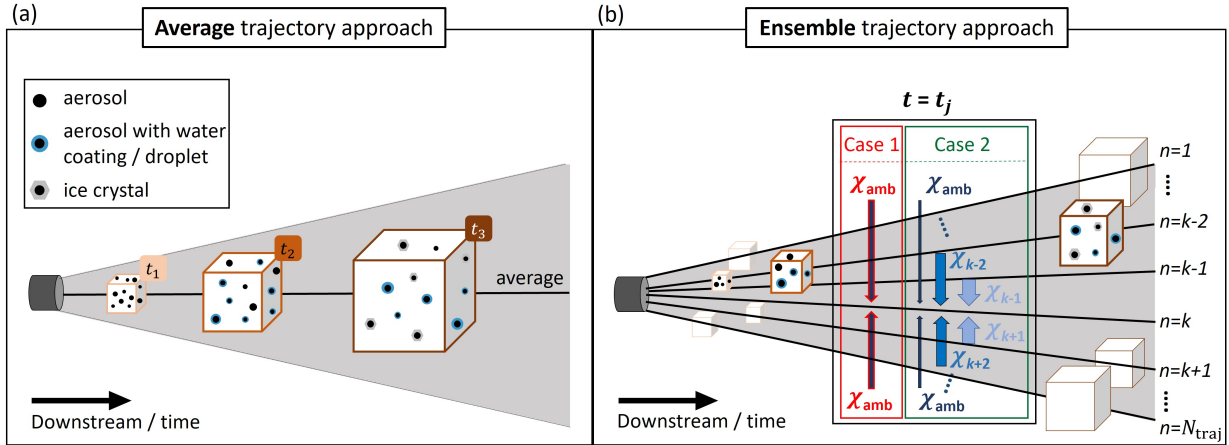 (a)
Average trajectory approach
aerosol
aerosol with water
coating / droplet
ice crystal
t₁
t₂
t₃
average
Downstream / time
(b)
Ensemble trajectory approach
t = tⱼ
Case 1
Case 2
χamb
χamb
χk-2
χk-1
χk+1
χk+2
χamb
χamb
n=1
n=k-2
n=k-1
n=k
n=k+1
n=Ntraj
Downstream / time